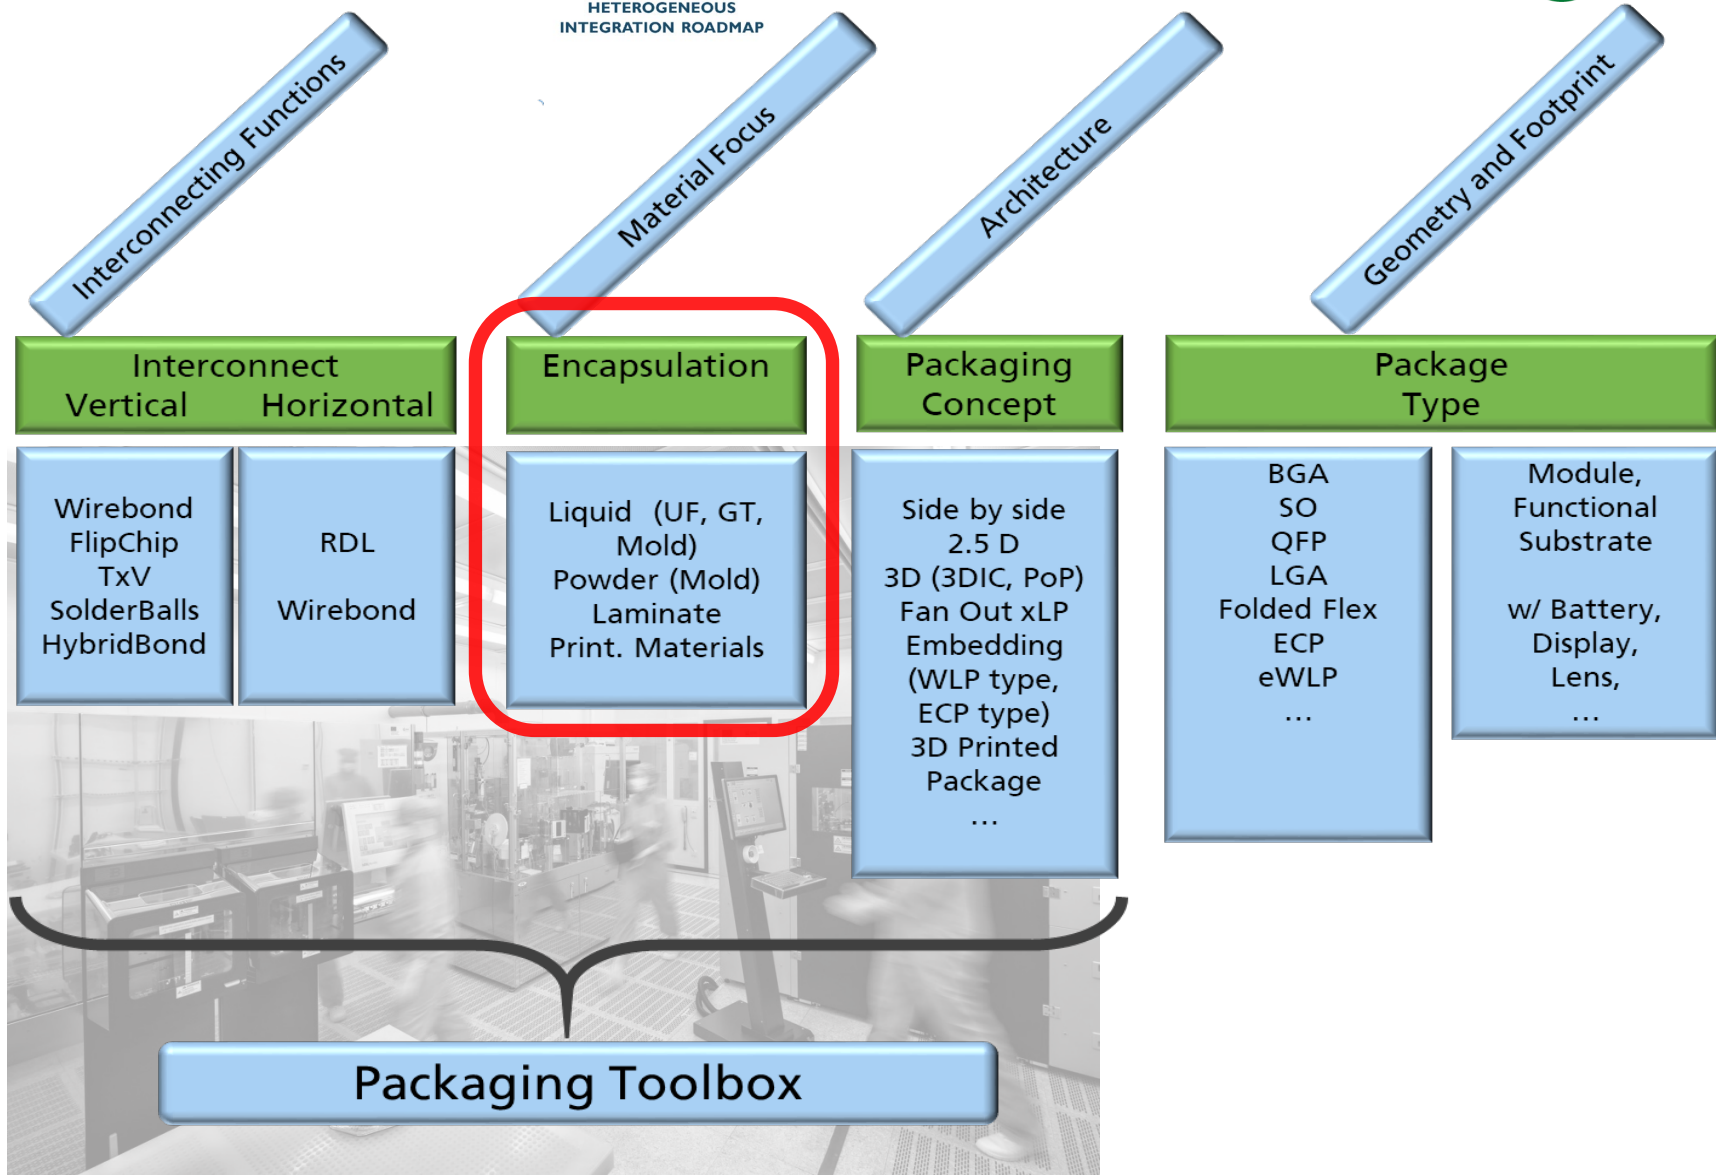 HETEROGENEOUS
INTEGRATION ROADMAP
Interconnecting Functions
Material Focus
Architecture
Geometry and Footprint
Interconnect
Vertical Horizontal
Encapsulation
Packaging
Concept
Package
Type
Wirebond
FlipChip
TxV
SolderBalls
HybridBond
RDL
Wirebond
Liquid (UF, GT,
Mold)
Powder (Mold)
Laminate
Print. Materials
Side by side
2.5 D
3D (3DIC, PoP)
Fan Out xLP
Embedding
(WLP type,
ECP type)
3D Printed
Package
...
BGA
SO
QFP
LGA
Folded Flex
ECP
eWLP
...
Module,
Functional
Substrate
w/ Battery,
Display,
Lens,
...
Packaging Toolbox